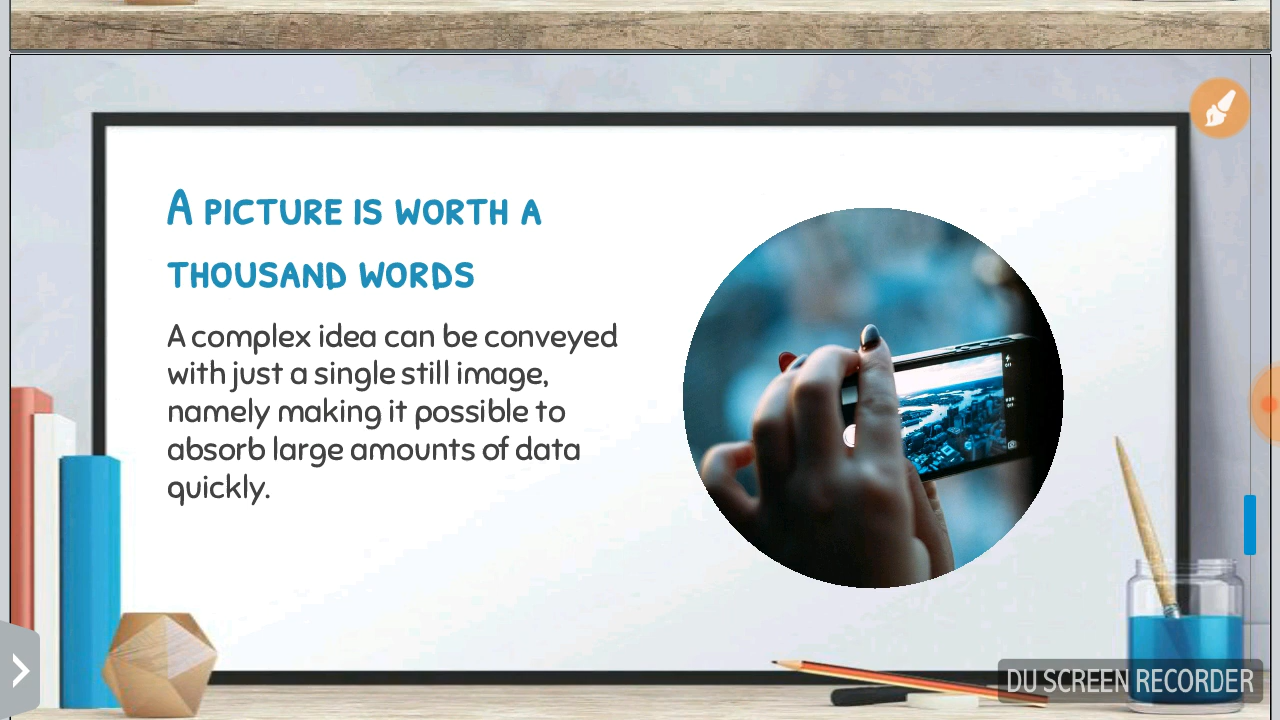 A PICTURE IS WORTH A
THOUSAND WORDS
A complex idea can be conveyed
with just a single still image,
namely making it possible to
absorb large amounts of data
quickly.
DU SCREEN RECORDER